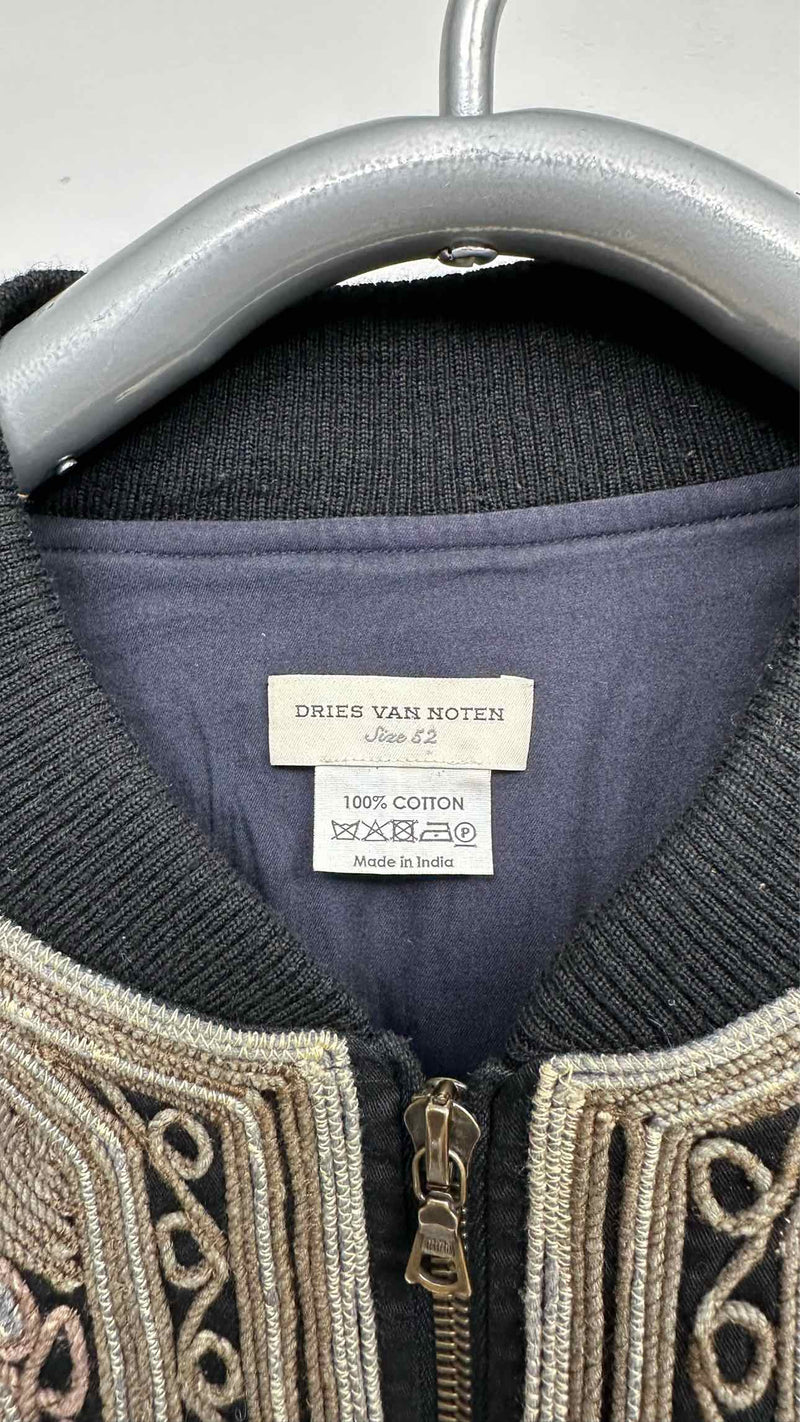 DRIES VAN NOTEN
Size 52
100% COTTON
P
Made in India